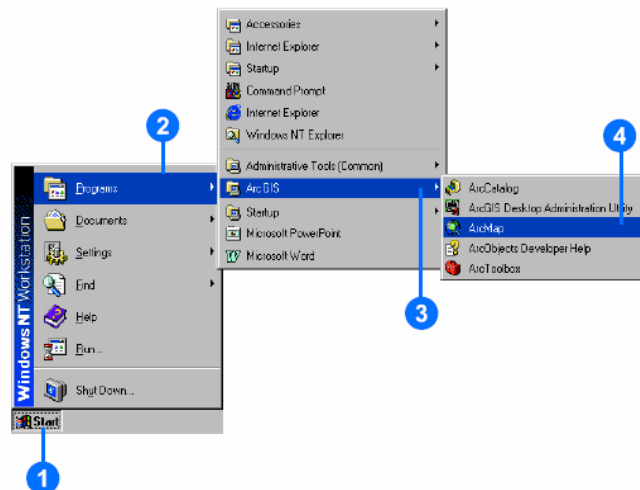 Accessories
Internet Explorer
Startup
Command Prompt
Internet Explorer
Windows NT Explorer
Administrative Tools (Common)
ArcGIS
Startup
Microsoft PowerPoint
Microsoft Word
2
4
3
Programs
Documents
Settings
Find
Help
Run...
Shut Down...
Windows NT Workstation
Start
1
ArcCatalog
ArcGIS Desktop Administration Utility
ArcMap
ArcObjects Developer Help
ArcToolbox